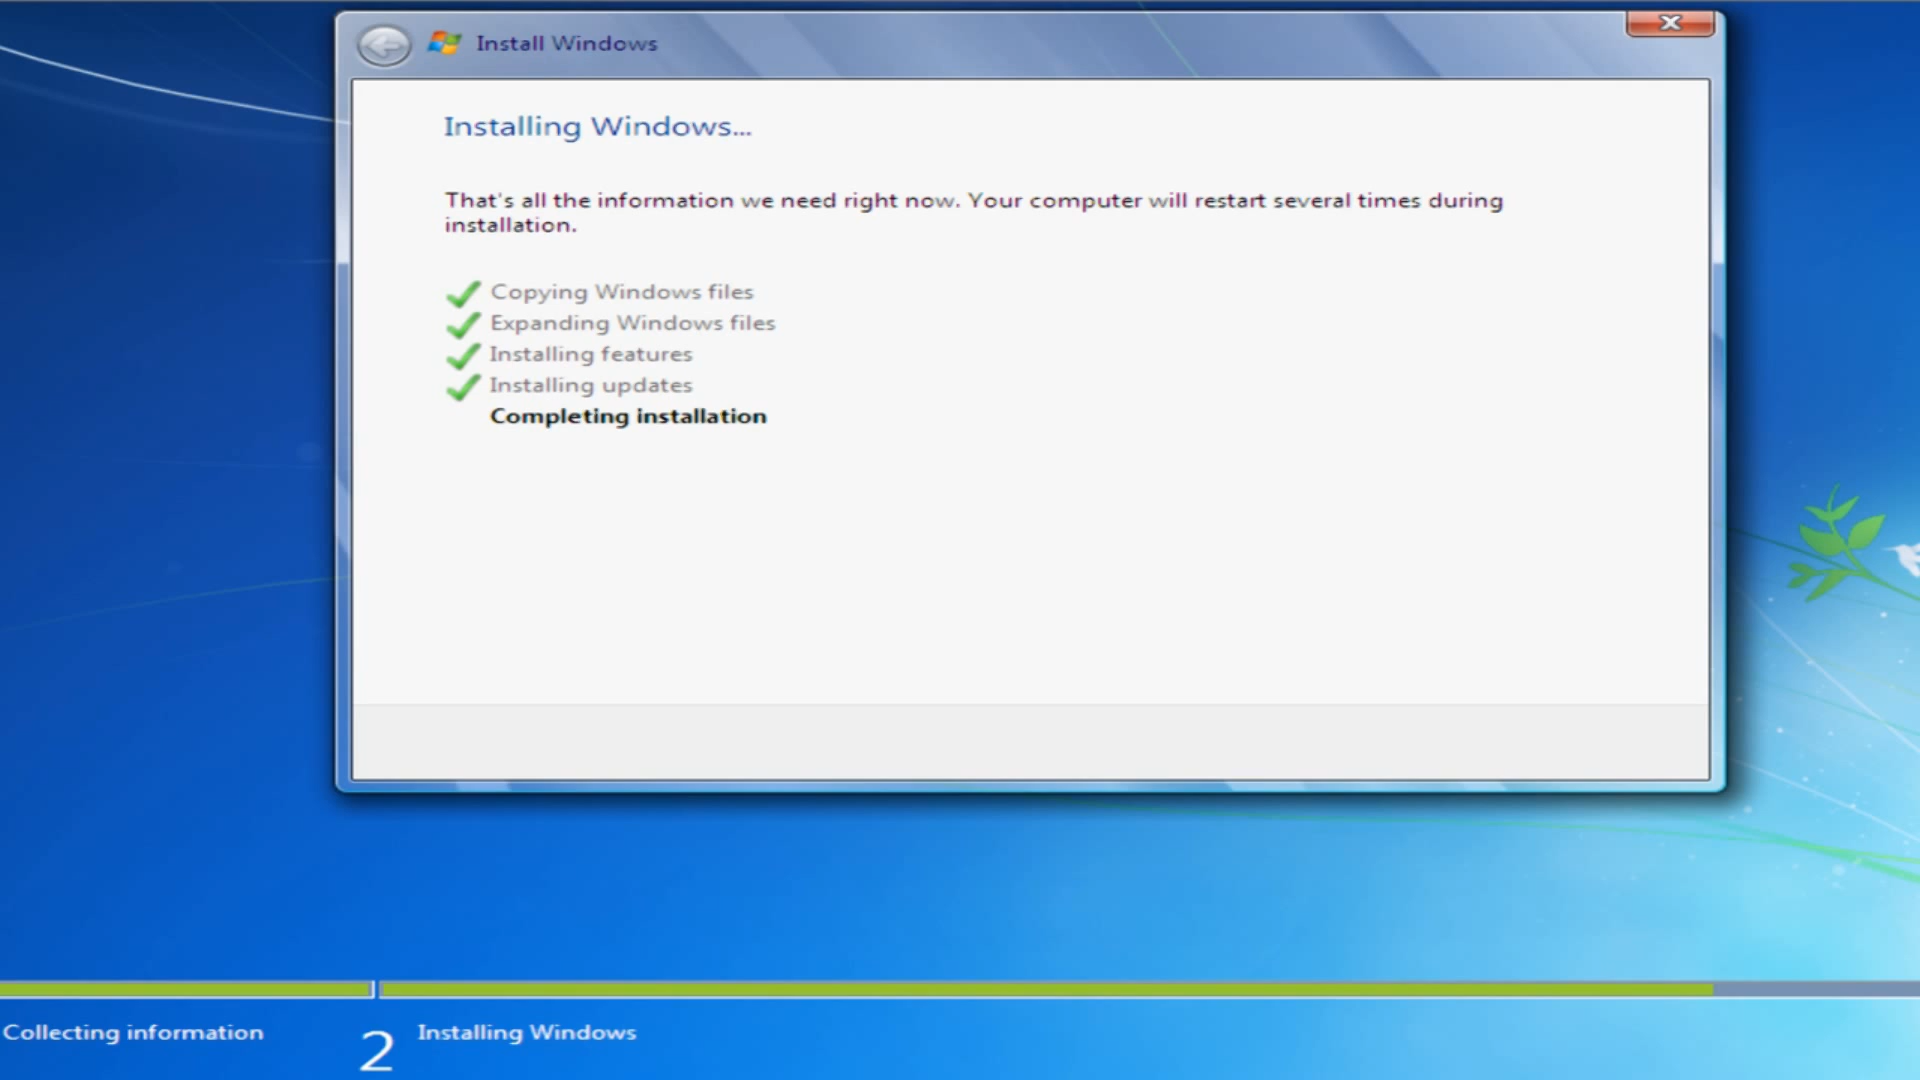 Install Windows
Installing Windows...
That's all the information we need right now. Your computer will restart several times during
installation.
Copying Windows files
Expanding Windows files
Installing features
Installing updates
Completing installation
Collecting information
2 Installing Windows